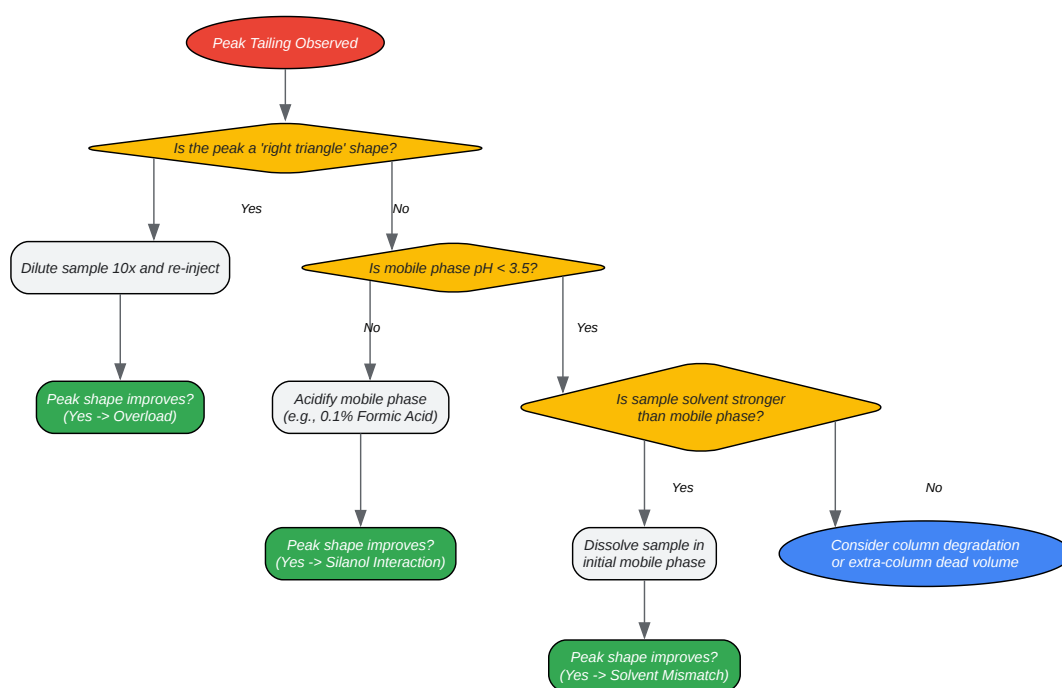 Peak Tailing Observed
Is the peak a 'right triangle' shape?
Yes
No
Dilute sample 10x and re-inject
Is mobile phase pH < 3.5?
No
Yes
Peak shape improves?
(Yes -> Overload)
Acidify mobile phase
(e.g., 0.1% Formic Acid)
Is sample solvent stronger
than mobile phase?
Yes
No
Peak shape improves?
(Yes -> Silanol Interaction)
Dissolve sample in
initial mobile phase
Consider column degradation
or extra-column dead volume
Peak shape improves?
(Yes -> Solvent Mismatch)